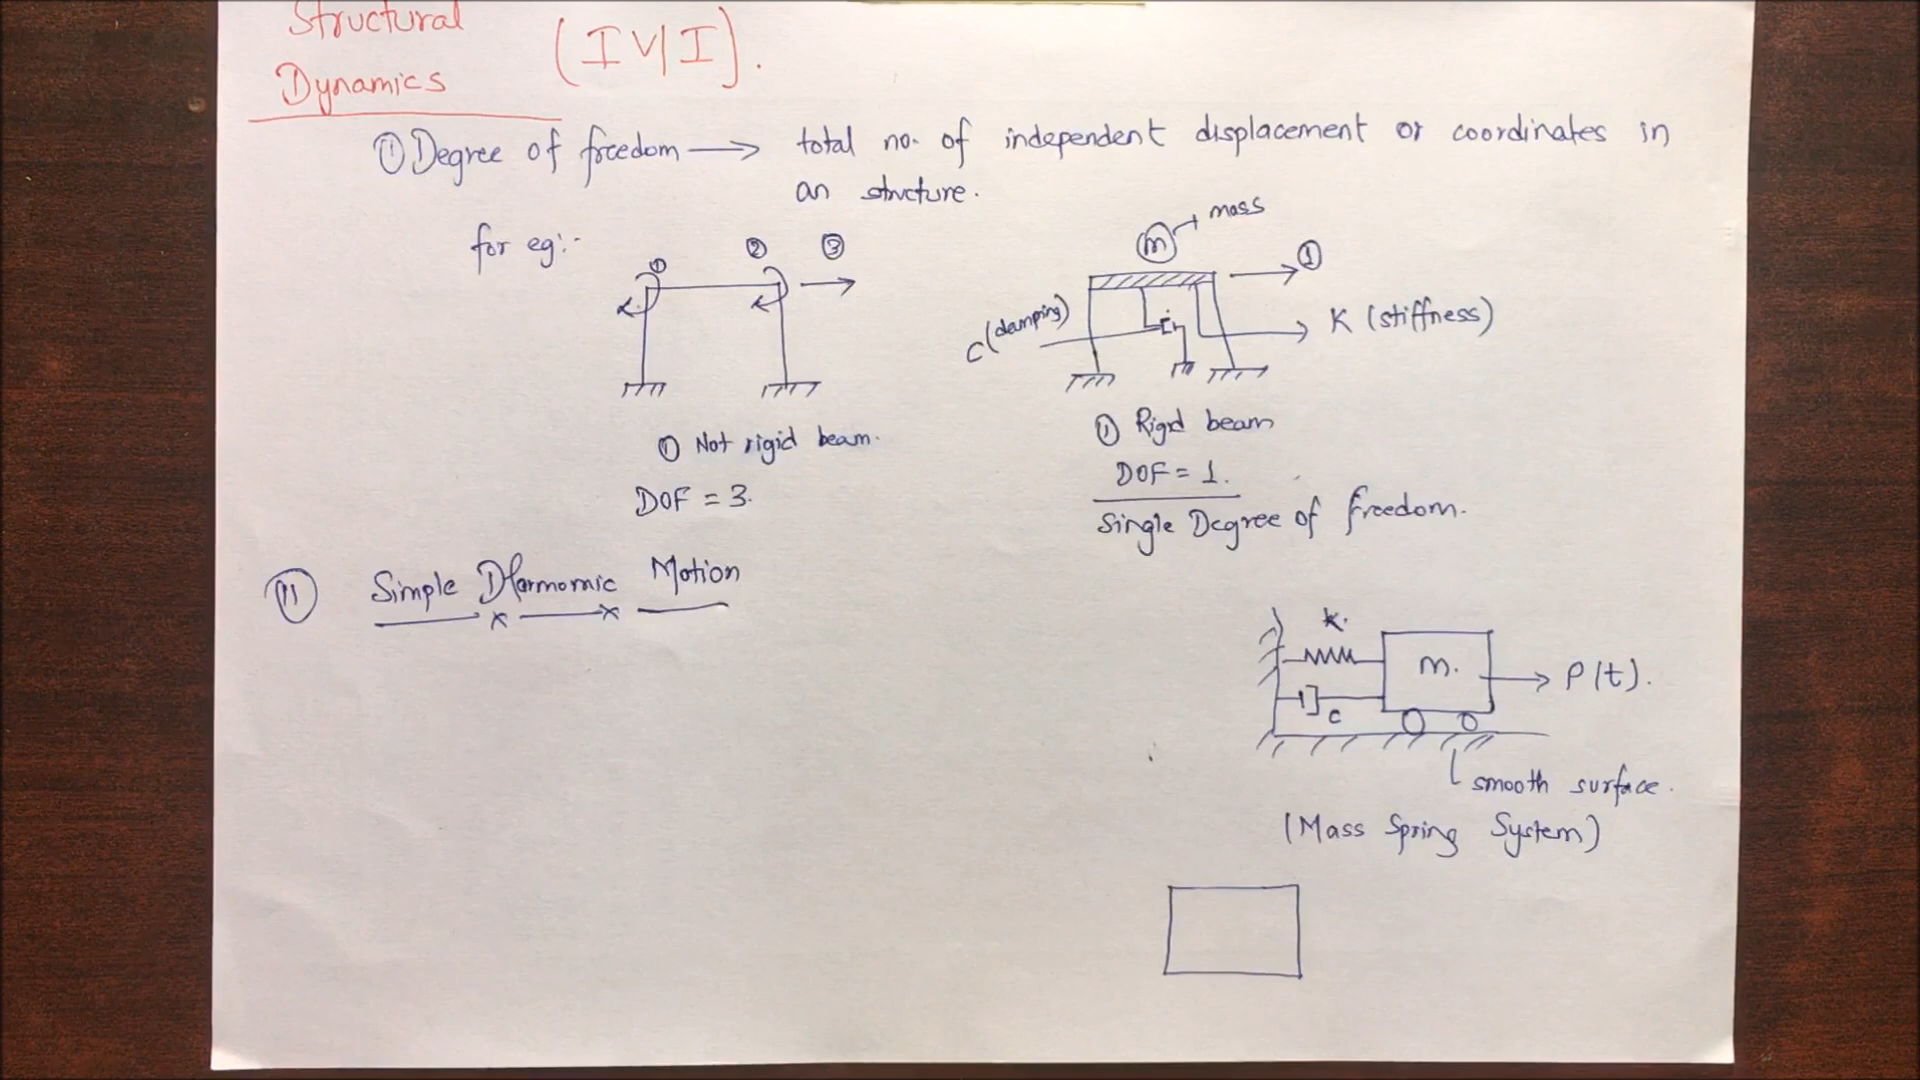 Structural
Dynamics
(IV/I).
① Degree of freedom → total no. of independent displacement or coordinates in
an structure.
for eg:-
① ② ③
m → mass
①
C (damping)
K (stiffness)
① Not rigid beam.
DOF = 3.
① Rigid beam
DOF = 1.
Single Degree of freedom.
⑪ Simple Harmomic Motion
k.
m.
P(t).
c
smooth surface.
(Mass Spring System)